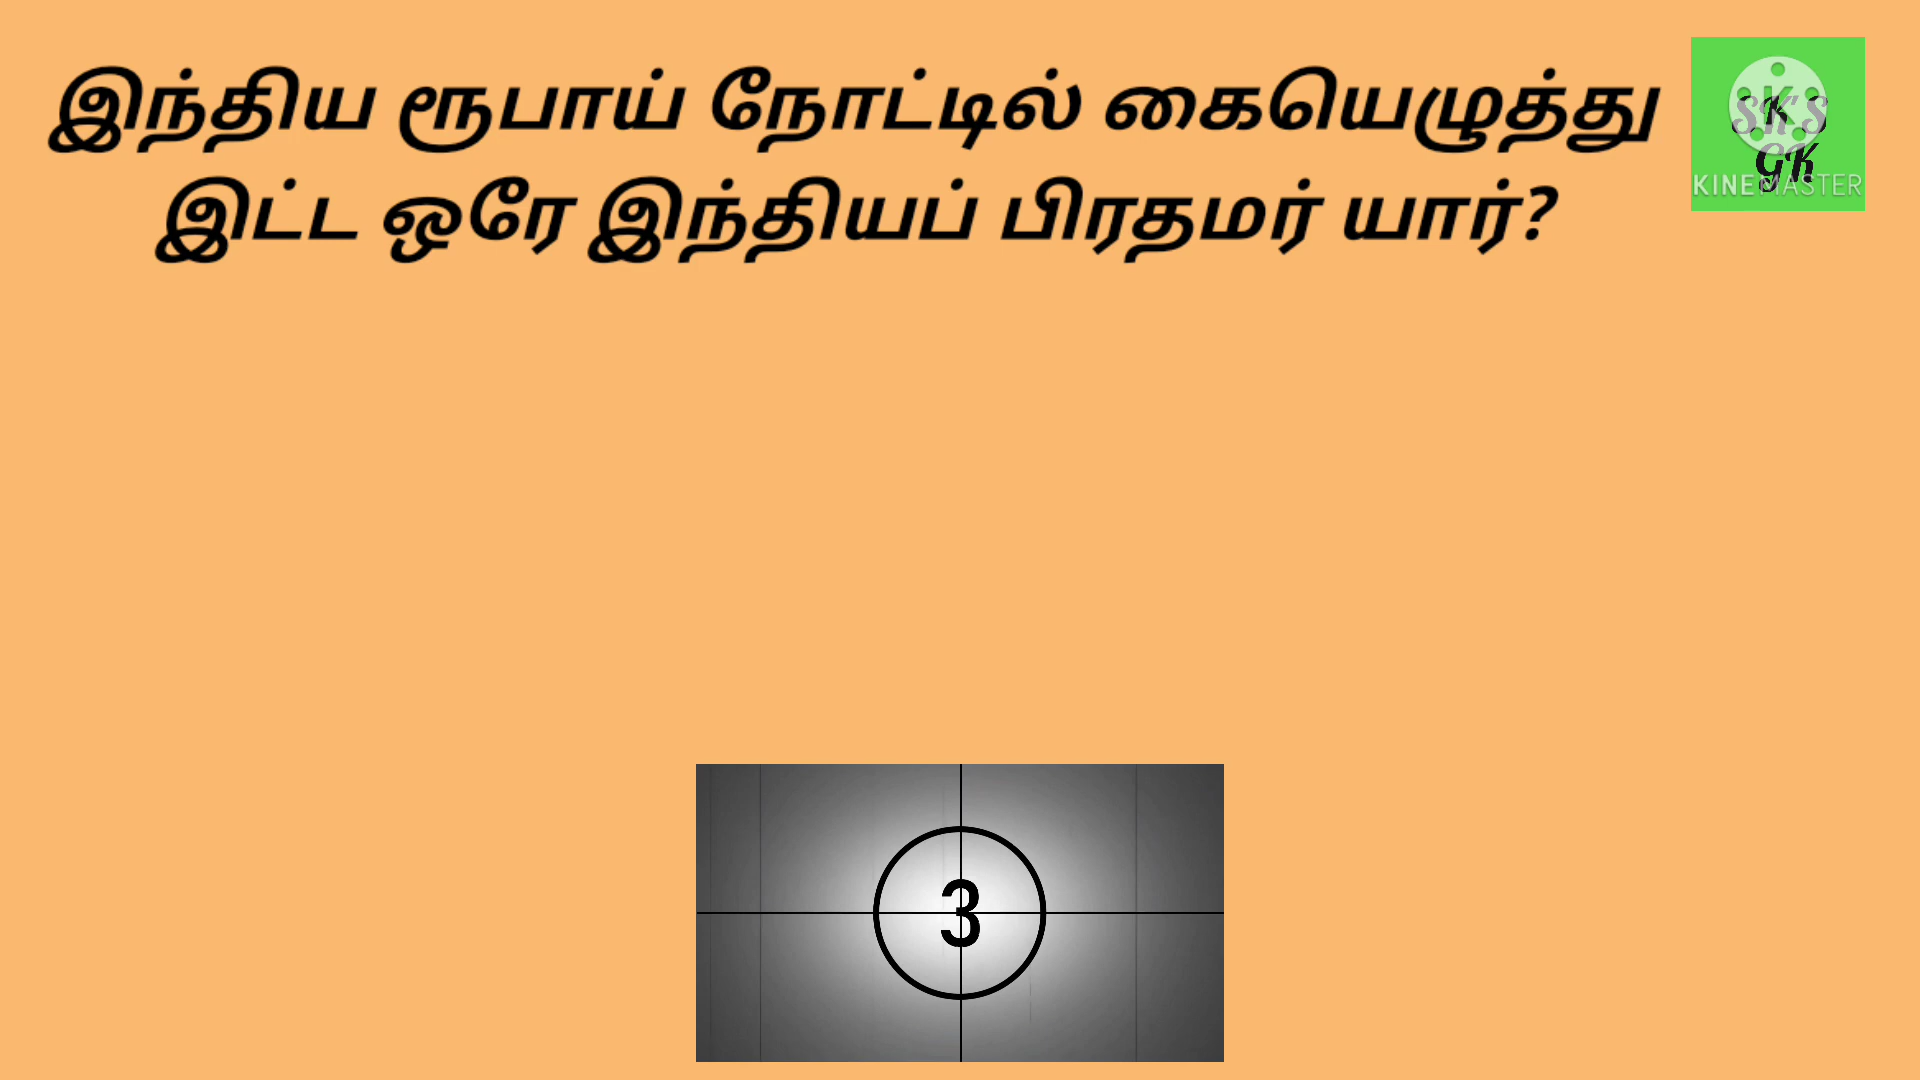 இந்திய ரூபாய் நோட்டில் கையெழுத்து
இட்ட ஒரே இந்தியப் பிரதமர் யார்?
SK'S
GK
KINEMASTER
3